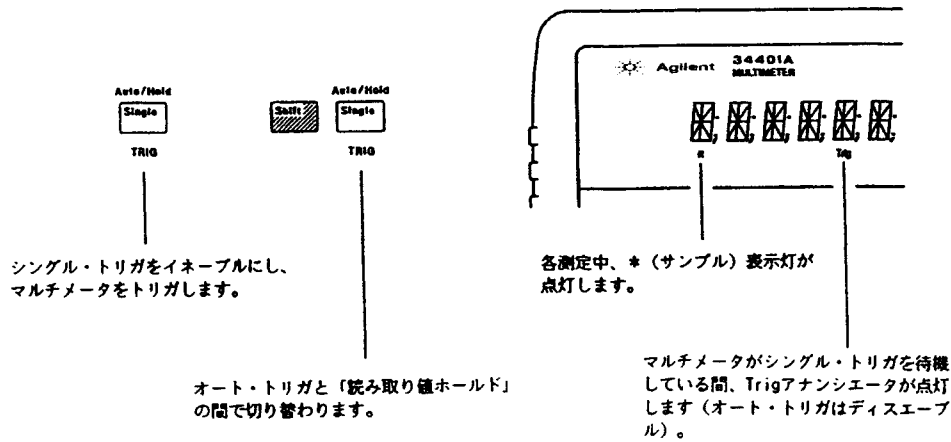 Auto/Hold
Single
TRIG
シングル・トリガをイネーブルにし、
マルチメータをトリガします。
Auto/Hold
Shift
Single
TRIG
オート・トリガと「読み取り値ホールド」
の間で切り替わります。
Agilent
34401A
MULTIMETER
*
Trig
各測定中、*（サンプル）表示灯が
点灯します。
マルチメータがシングル・トリガを待機
している間、Trigアナンシエータが点灯
します（オート・トリガはディスエーブ
ル）。